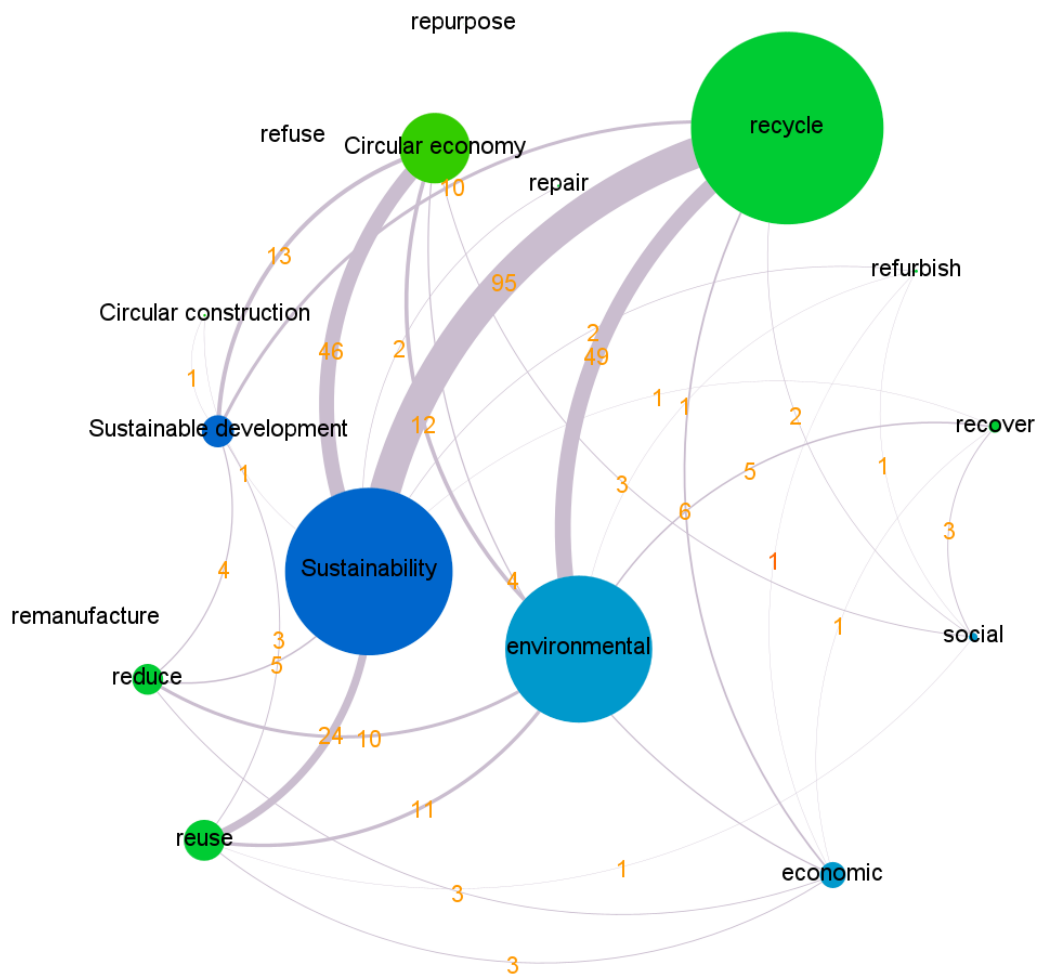 repurpose
recycle
refuse
Circular economy
repair
10
13
refurbish
95
Circular construction
2
46
2
49
1
1
1
Sustainable development
12
2
recover
1
3
5
1
6
3
1
Sustainability
4
4
remanufacture
1
social
3
environmental
5
reduce
24
10
11
reuse
1
economic
3
3